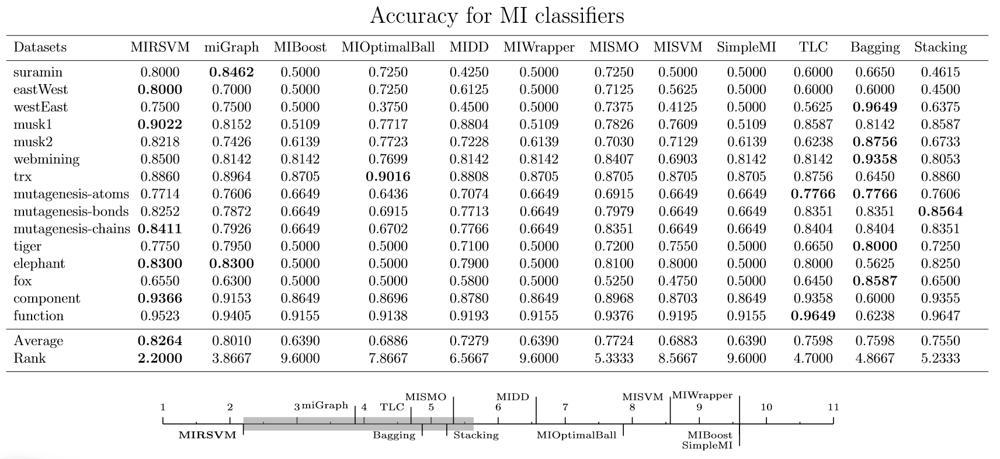 Accuracy for MI classifiers
Datasets MIRSVM miGraph MIBoost MIOptimalBall MIDD MIWrapper MISMO MISVM SimpleMI TLC Bagging Stacking
suramin 0.8000 0.8462 0.5000 0.7250 0.4250 0.5000 0.7250 0.5000 0.5000 0.6000 0.6650 0.4615
eastWest 0.8000 0.7000 0.5000 0.7250 0.6125 0.5000 0.7125 0.5625 0.5000 0.6000 0.6000 0.4500
westEast 0.7500 0.7500 0.5000 0.3750 0.4500 0.5000 0.7375 0.4125 0.5000 0.5625 0.9649 0.6375
musk1 0.9022 0.8152 0.5109 0.7717 0.8804 0.5109 0.7826 0.7609 0.5109 0.8587 0.8142 0.8587
musk2 0.8218 0.7426 0.6139 0.7723 0.7228 0.6139 0.7030 0.7129 0.6139 0.6238 0.8756 0.6733
webmining 0.8500 0.8142 0.8142 0.7699 0.8142 0.8142 0.8407 0.6903 0.8142 0.8142 0.9358 0.8053
trx 0.8860 0.8964 0.8705 0.9016 0.8808 0.8705 0.8705 0.8705 0.8705 0.8756 0.6450 0.8860
mutagenesis-atoms 0.7714 0.7606 0.6649 0.6436 0.7074 0.6649 0.6915 0.6649 0.6649 0.7766 0.7766 0.7606
mutagenesis-bonds 0.8252 0.7872 0.6649 0.6915 0.7713 0.6649 0.7979 0.6649 0.6649 0.8351 0.8351 0.8564
mutagenesis-chains 0.8411 0.7926 0.6649 0.6702 0.7766 0.6649 0.8351 0.6649 0.6649 0.8404 0.8404 0.8351
tiger 0.7750 0.7950 0.5000 0.5000 0.7100 0.5000 0.7200 0.7550 0.5000 0.6650 0.8000 0.7250
elephant 0.8300 0.8300 0.5000 0.5000 0.7900 0.5000 0.8100 0.8000 0.5000 0.8000 0.5625 0.8250
fox 0.6550 0.6300 0.5000 0.5000 0.5800 0.5000 0.5250 0.4750 0.5000 0.6450 0.8587 0.6500
component 0.9366 0.9153 0.8649 0.8696 0.8780 0.8649 0.8968 0.8703 0.8649 0.9358 0.6000 0.9355
function 0.9523 0.9405 0.9155 0.9138 0.9193 0.9155 0.9376 0.9195 0.9155 0.9649 0.6238 0.9647
Average 0.8264 0.8010 0.6390 0.6886 0.7279 0.6390 0.7724 0.6883 0.6390 0.7598 0.7598 0.7550
Rank 2.2000 3.8667 9.6000 7.8667 6.5667 9.6000 5.3333 8.5667 9.6000 4.7000 4.8667 5.2333
MISMO MIDD MISVM MIWrapper
1 2 3 miGraph 4 TLC 5 6 7 8 9 10 11
MIRSVM Bagging Stacking MIOptimalBall MIBoost
SimpleMI